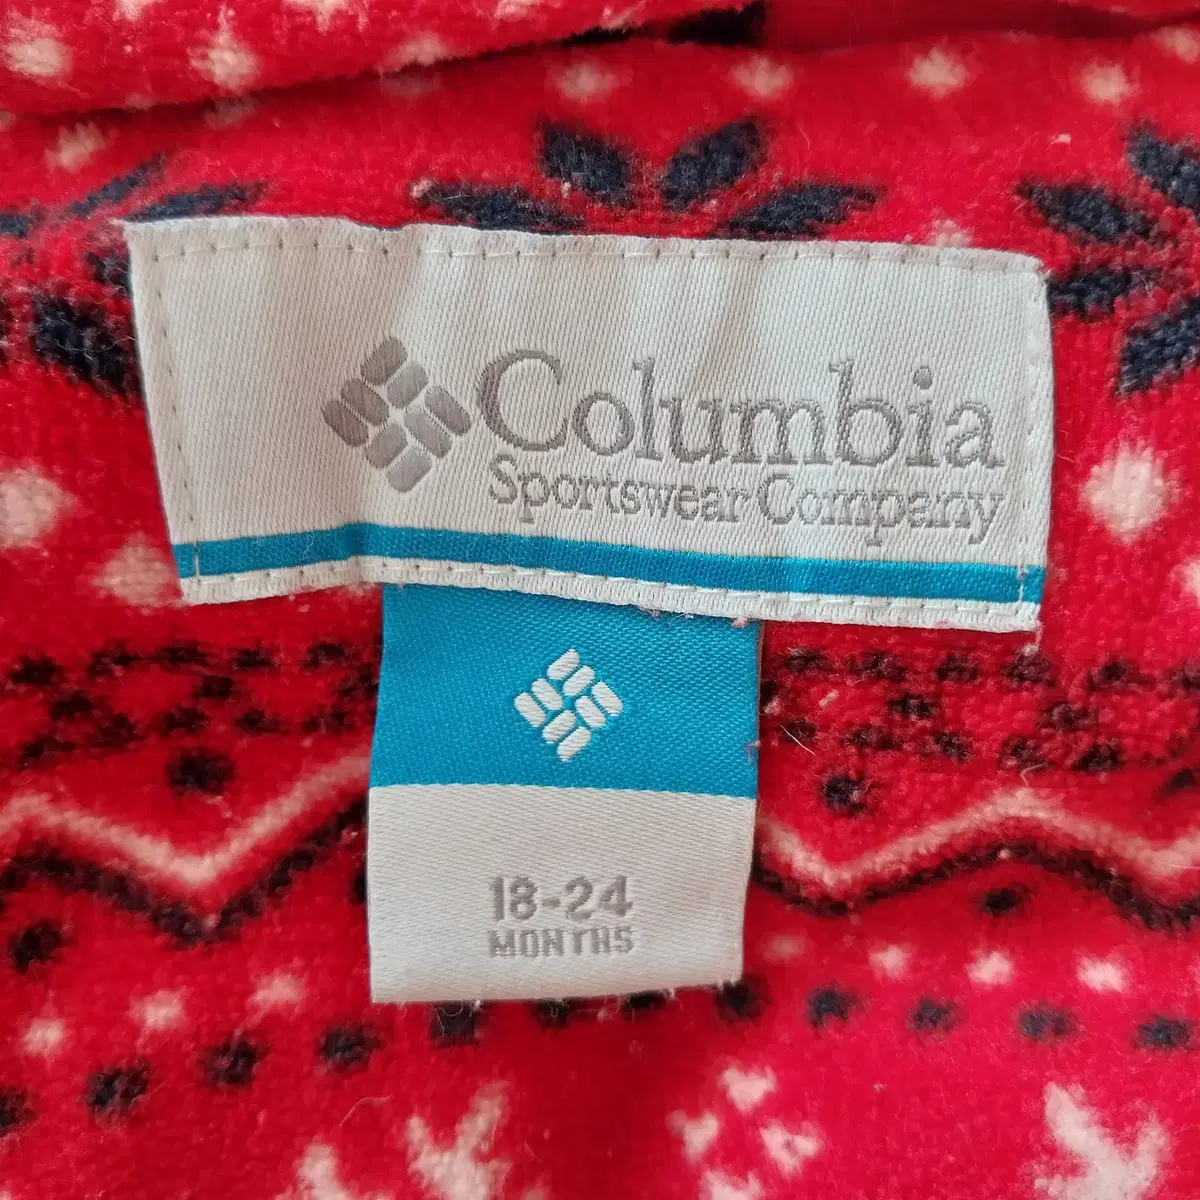 Columbia
Sportswear Company
18-24
MONTHS